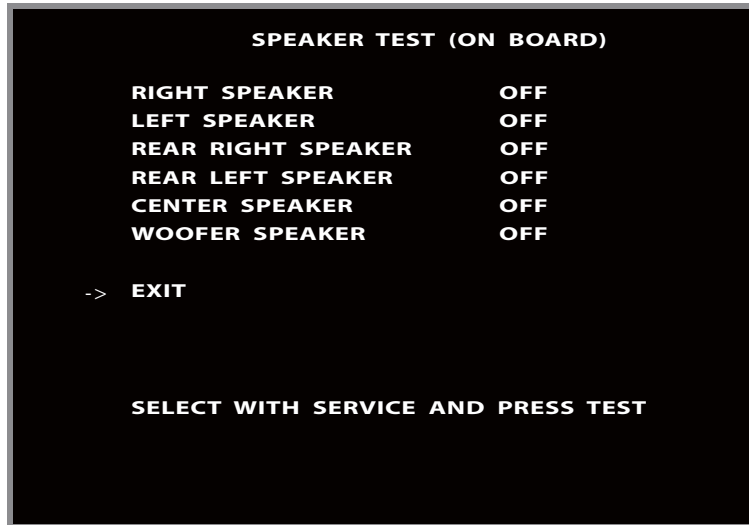 SPEAKER TEST (ON BOARD)
RIGHT SPEAKER OFF
LEFT SPEAKER OFF
REAR RIGHT SPEAKER OFF
REAR LEFT SPEAKER OFF
CENTER SPEAKER OFF
WOOFER SPEAKER OFF
-> EXIT
SELECT WITH SERVICE AND PRESS TEST